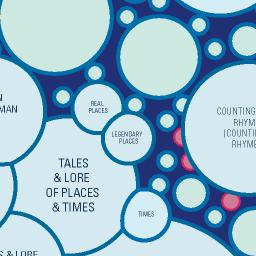 N
MAN
REAL
PLACES
LEGENDARY
PLACES
COUNTING
RHYM
(COUNTI
RHYME
TALES
& LORE
OF PLACES
& TIMES
TIMES
S & LORE